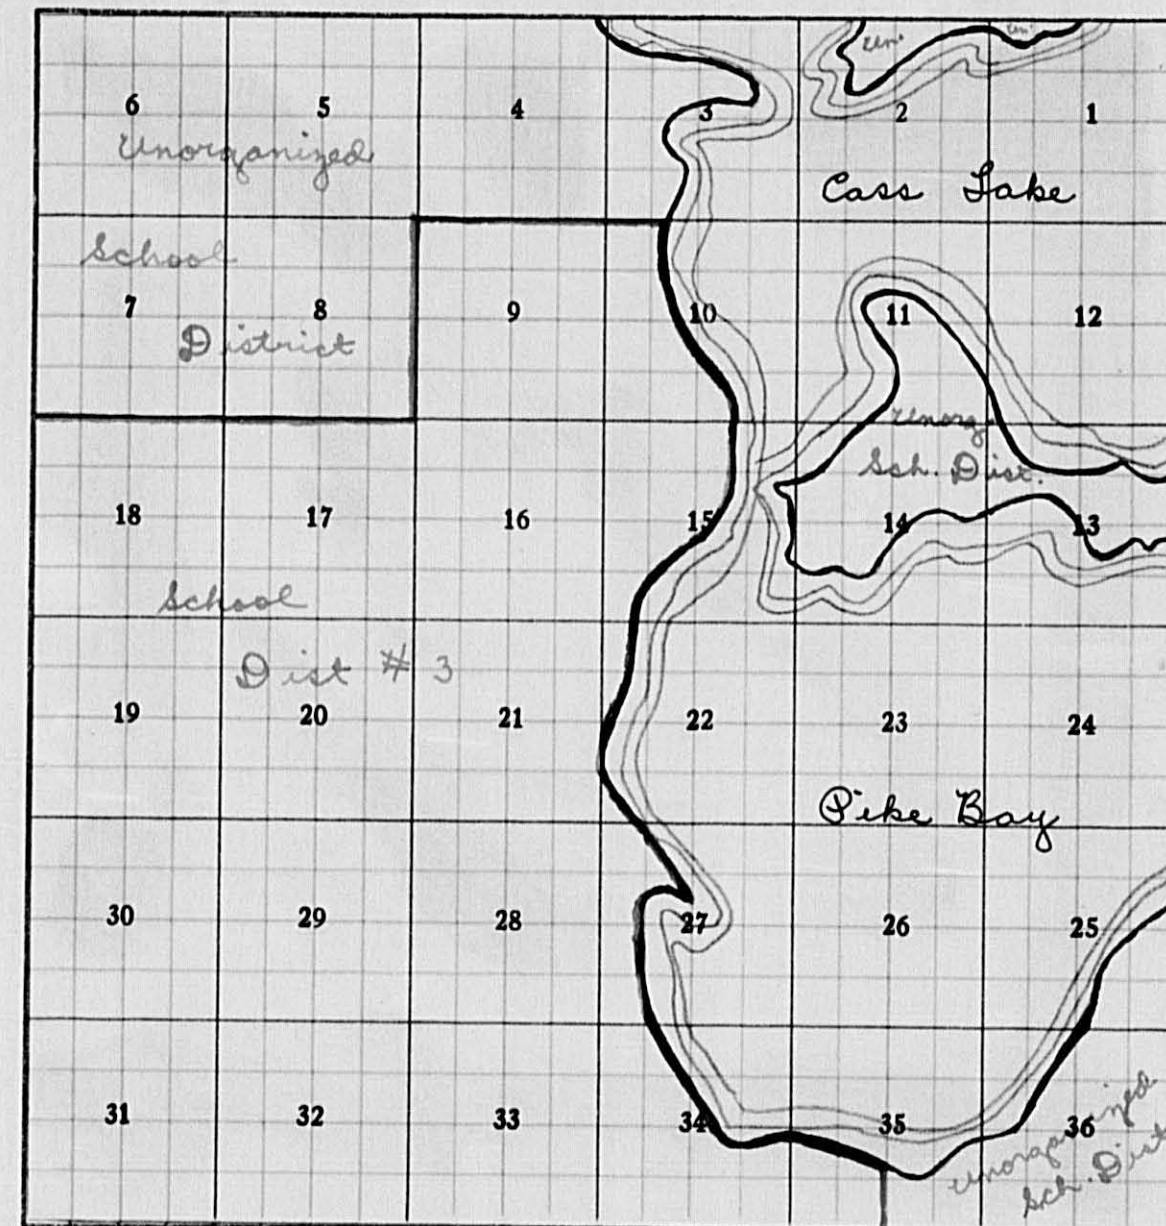 Un. Un.
6 5 4 3 2 1
Unorganized
Cass Lake
School
7 8 9 10 11 12
District
Unorg.
Sch. Dist.
18 17 16 15 14 13
School
Dist # 3
19 20 21 22 23 24
Pike Bay
30 29 28 27 26 25
31 32 33 34 35 36
Unorganized
Sch. Dist